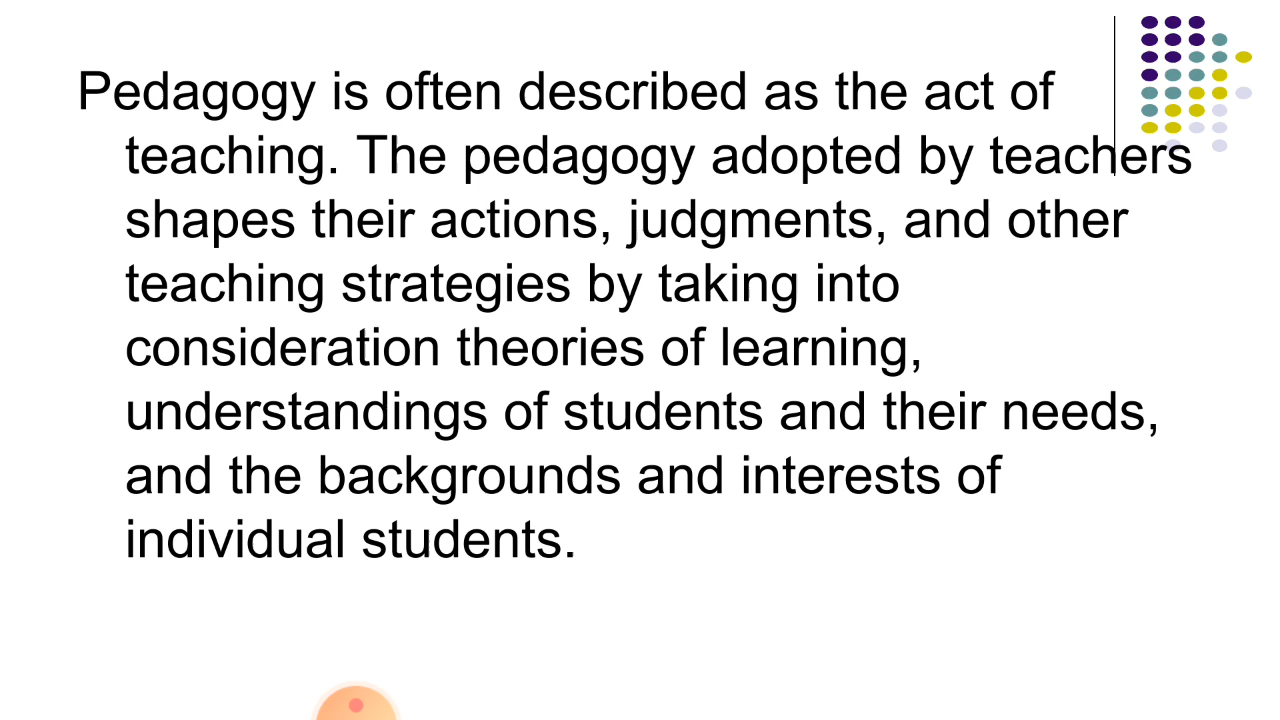 Pedagogy is often described as the act of
teaching. The pedagogy adopted by teachers
shapes their actions, judgments, and other
teaching strategies by taking into
consideration theories of learning,
understandings of students and their needs,
and the backgrounds and interests of
individual students.